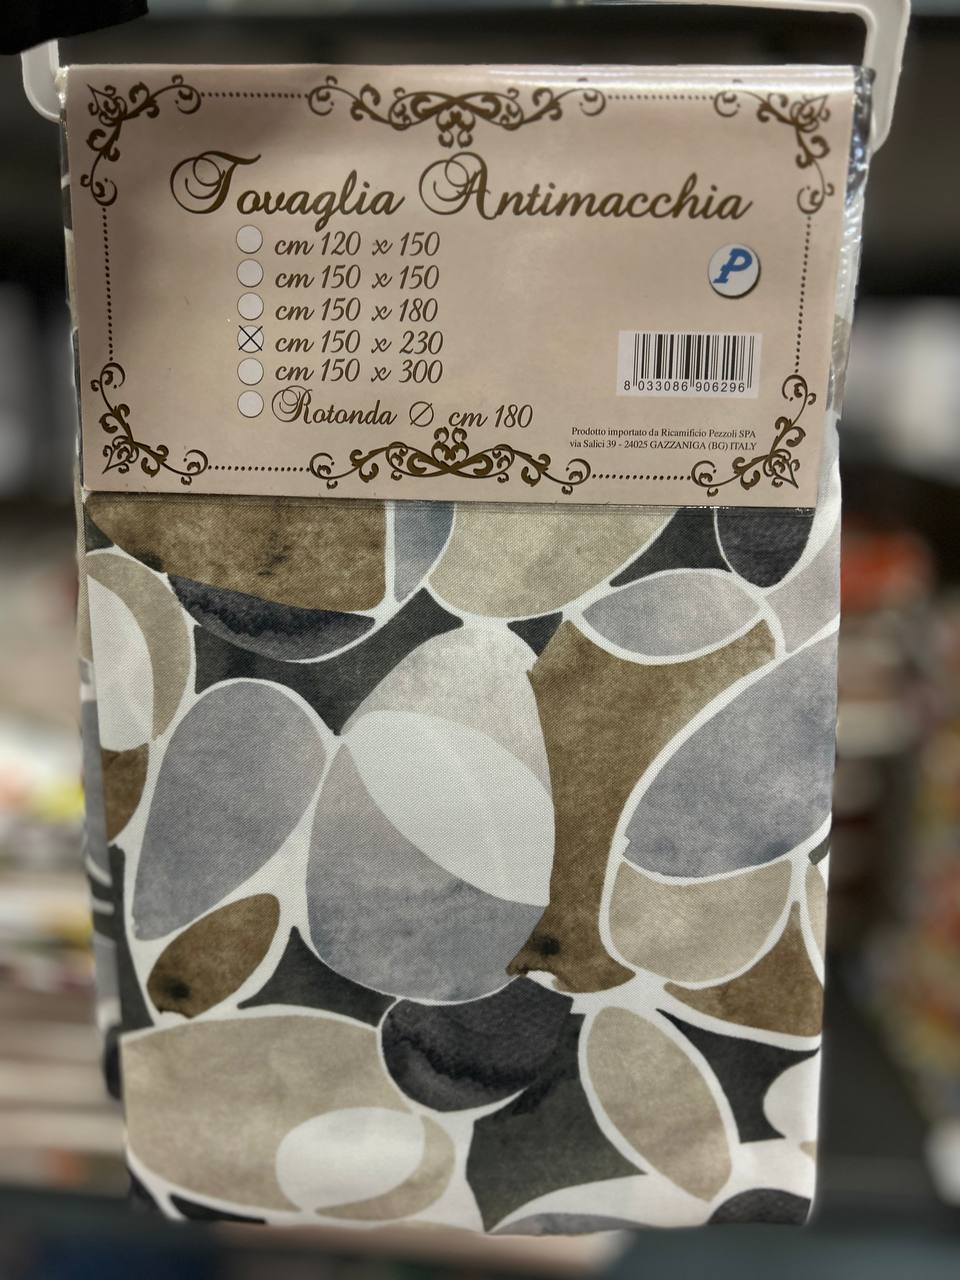 Tovaglia Antimacchia
cm 120 x 150
cm 150 x 150
P
cm 150 x 180
cm 150 x 230
cm 150 x 300
8 033086 906296
Rotonda Ø cm 180
Prodotto importato da Ricamificio Pezzoli SPA
via Salici 39 - 24025 GAZZANIGA (BG) ITALY